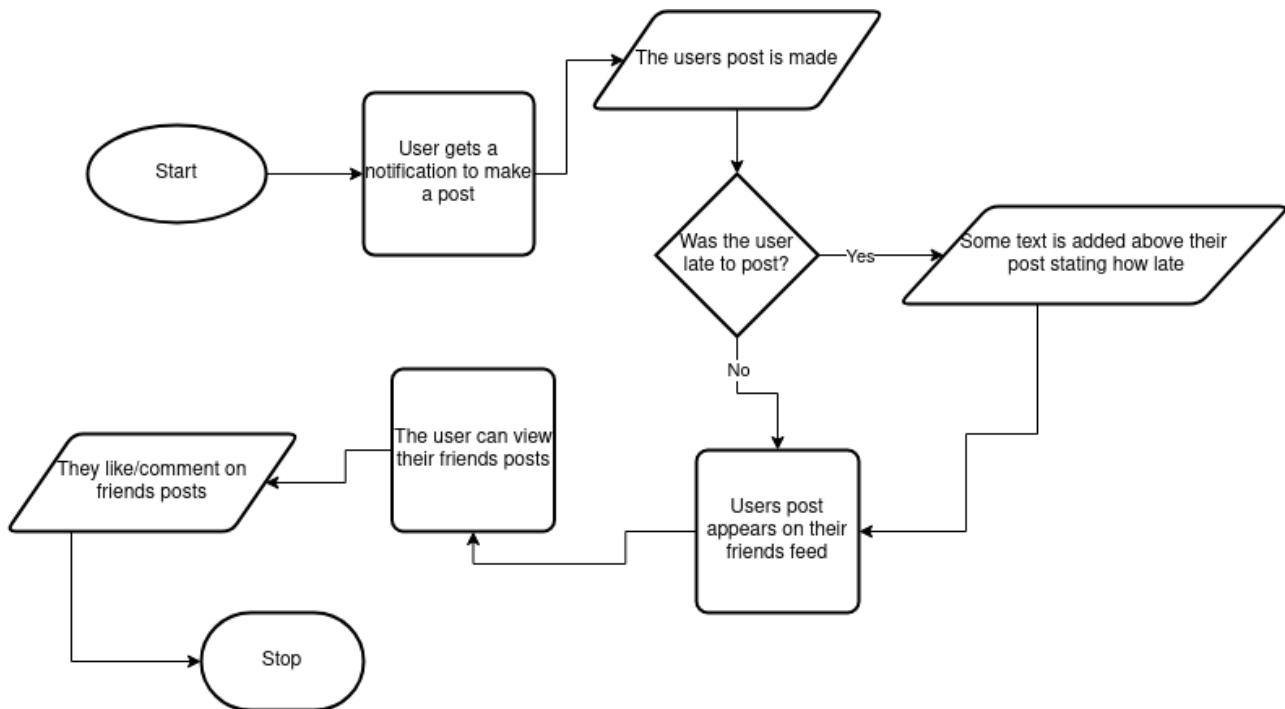 Start
User gets a
notification to make
a post
The users post is made
Was the user
late to post?
Yes
Some text is added above their
post stating how late
No
Users post
appears on their
friends feed
The user can view
their friends posts
They like/comment on
friends posts
Stop